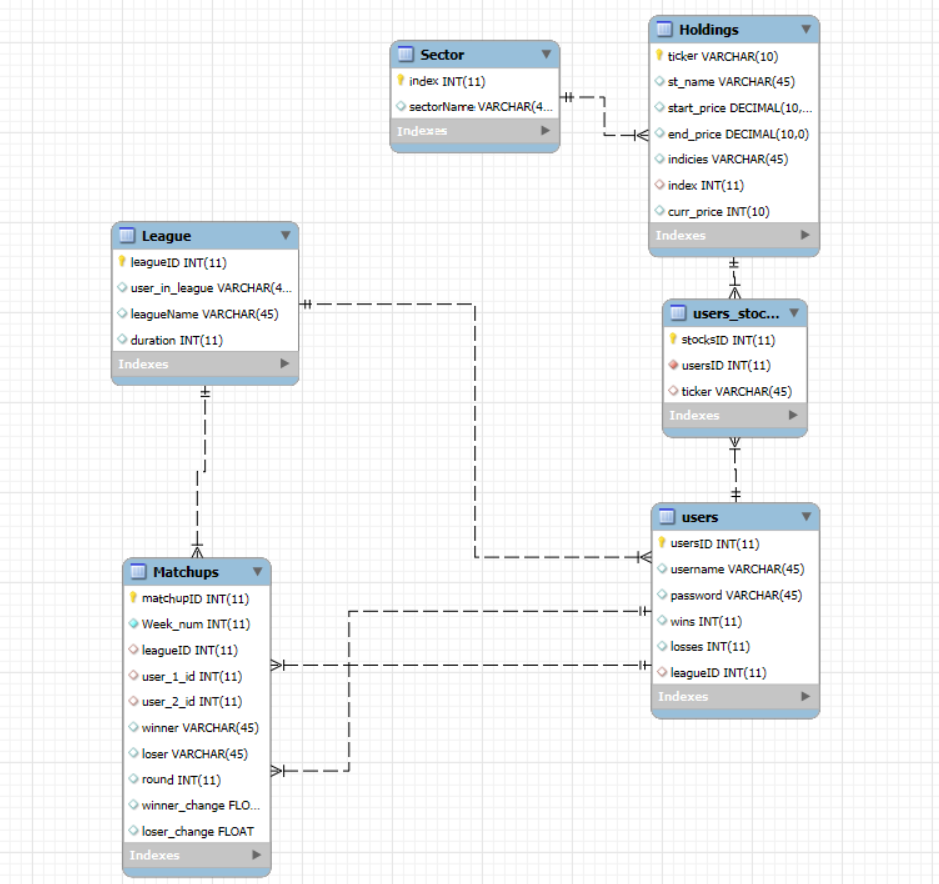 Sector
index INT(11)
sectorName VARCHAR(4...
Indexes
Holdings
ticker VARCHAR(10)
st_name VARCHAR(45)
start_price DECIMAL(10,...
end_price DECIMAL(10,0)
indicies VARCHAR(45)
index INT(11)
curr_price INT(10)
Indexes
League
leagueID INT(11)
user_in_league VARCHAR(4...
leagueName VARCHAR(45)
duration INT(11)
Indexes
users_stoc...
stocksID INT(11)
usersID INT(11)
ticker VARCHAR(45)
Indexes
users
usersID INT(11)
username VARCHAR(45)
password VARCHAR(45)
wins INT(11)
losses INT(11)
leagueID INT(11)
Indexes
Matchups
matchupID INT(11)
Week_num INT(11)
leagueID INT(11)
user_1_id INT(11)
user_2_id INT(11)
winner VARCHAR(45)
loser VARCHAR(45)
round INT(11)
winner_change FLO...
loser_change FLOAT
Indexes